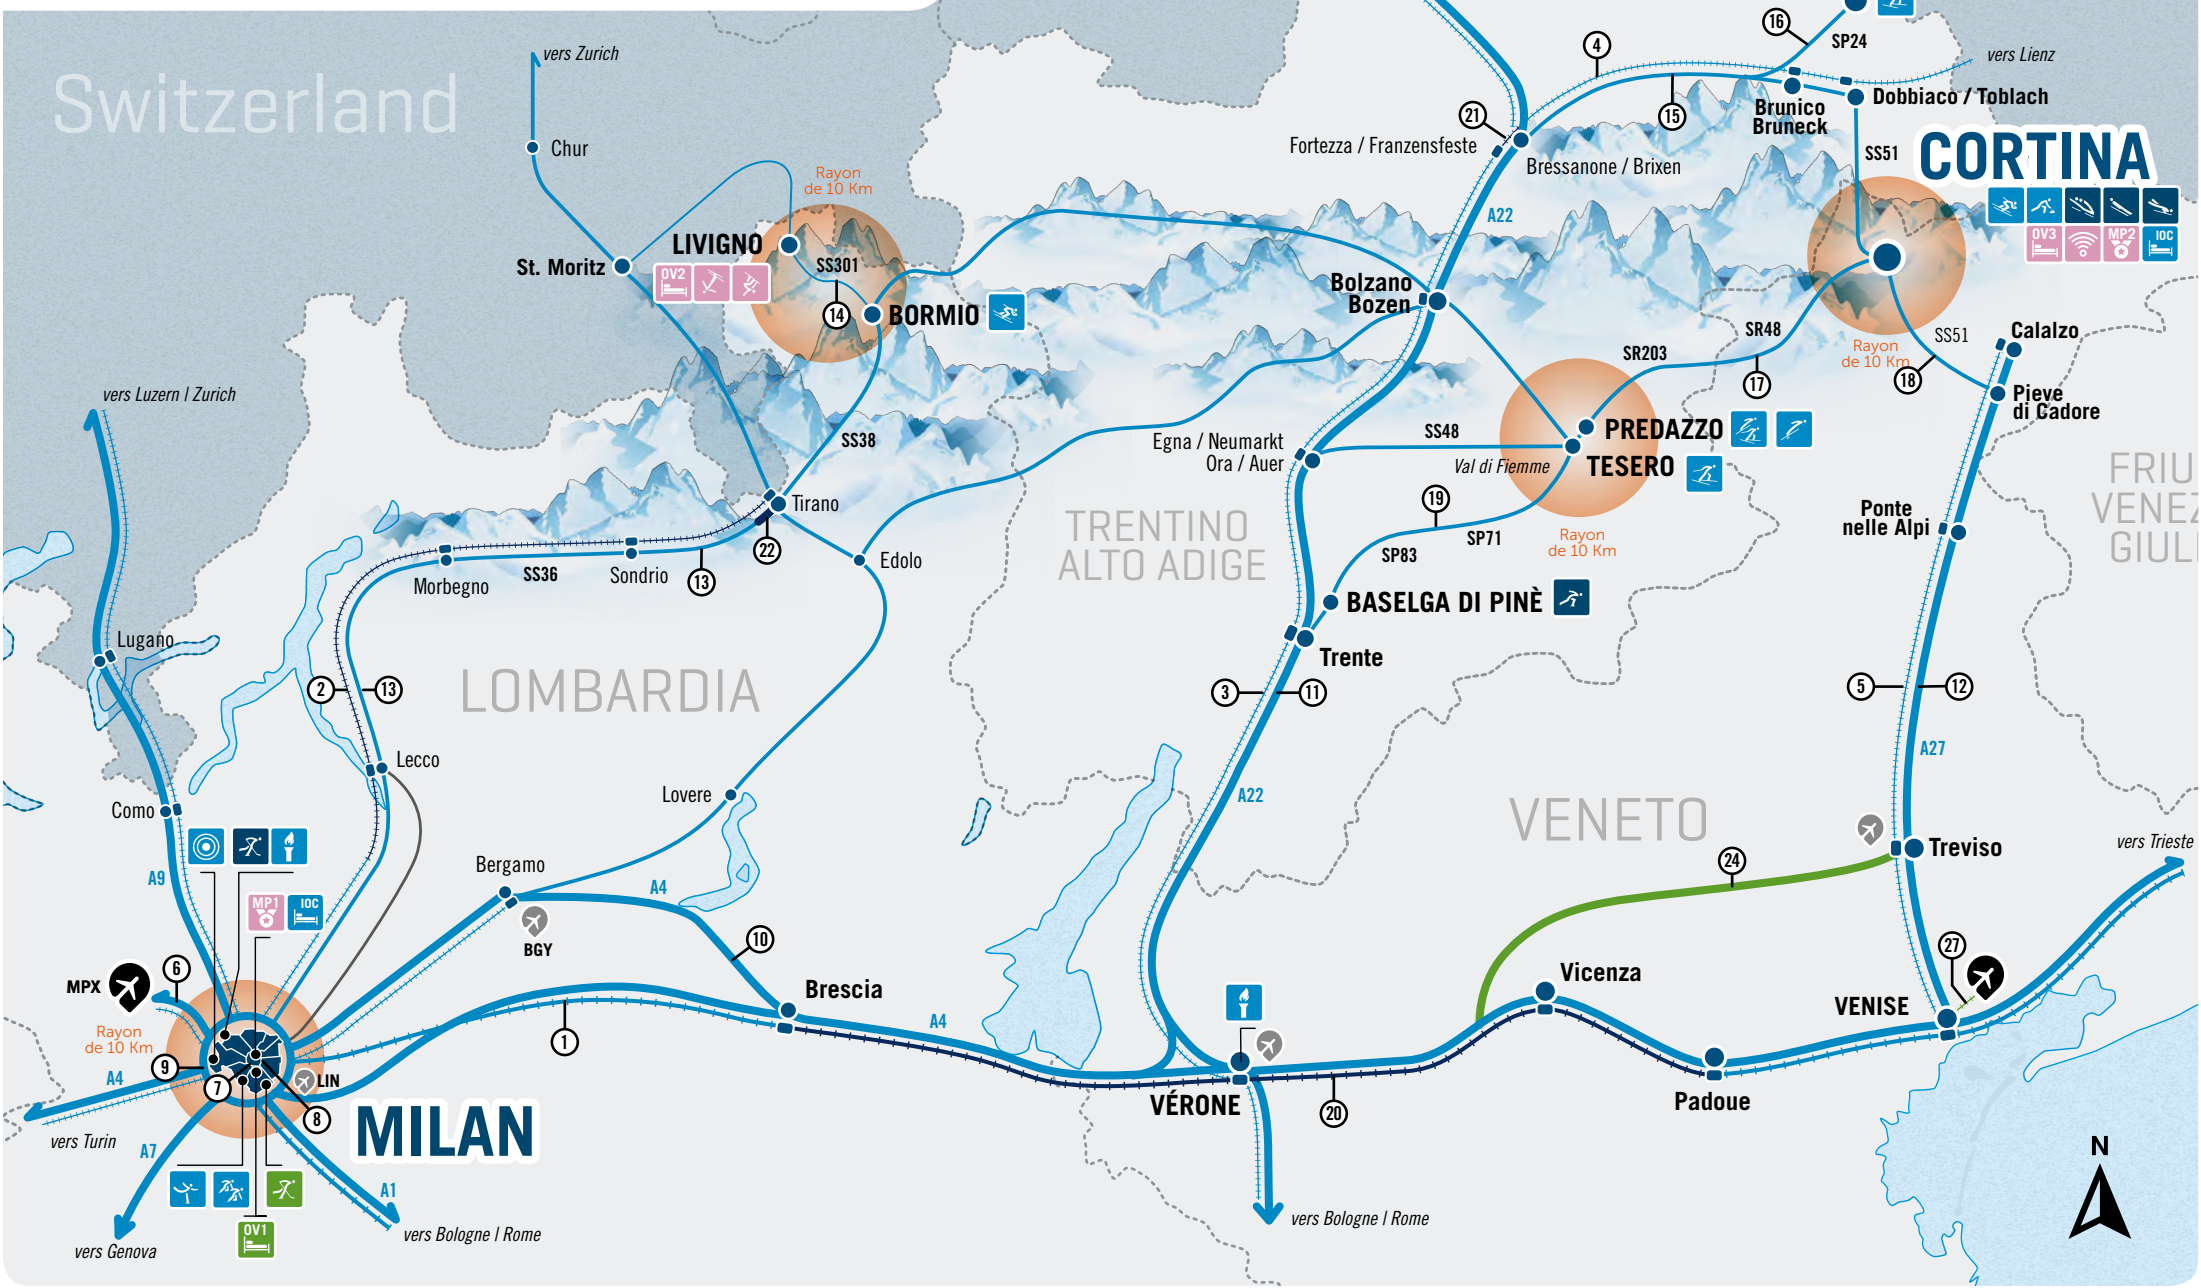 16
SP24
4
vers Lienz
vers Zurich
Switzerland
Dobbiaco / Toblach
Brunico
Bruneck
21
15
Fortezza / Franzensfeste
Chur
SS51
CORTINA
Bressanone / Brixen
Rayon
de 10 Km
A22
LIVIGNO
OV3
MP2
IOC
St. Moritz
OV2
SS301
Bolzano
Bozen
14
BORMIO
SR48
SS51
Calalzo
Rayon
de 10 Km
SR203
17
18
Pieve
di Cadore
vers Luzern / Zurich
SS38
Egna / Neumarkt
Ora / Auer
SS48
PREDAZZO
Val di Fiemme
TESERO
FRIU
VENEZ
GIULI
Tirano
19
TRENTINO
ALTO ADIGE
Ponte
nelle Alpi
SP71
SP83
Rayon
de 10 Km
22
Edolo
Morbegno
SS36
Sondrio
13
BASELGA DI PINÈ
Lugano
Trente
LOMBARDIA
2
13
3
11
5
12
A27
Lecco
Lovere
A22
Como
VENETO
Treviso
vers Trieste
24
Bergamo
A9
A4
MP1
IOC
BGY
10
27
MPX
6
Brescia
Vicenza
VENISE
Rayon
de 10 Km
1
A4
9
A4
7
LIN
8
MILAN
VÉRONE
20
Padoue
vers Turin
A7
N
A1
OV1
vers Genova
vers Bologne / Rome
vers Bologne / Rome